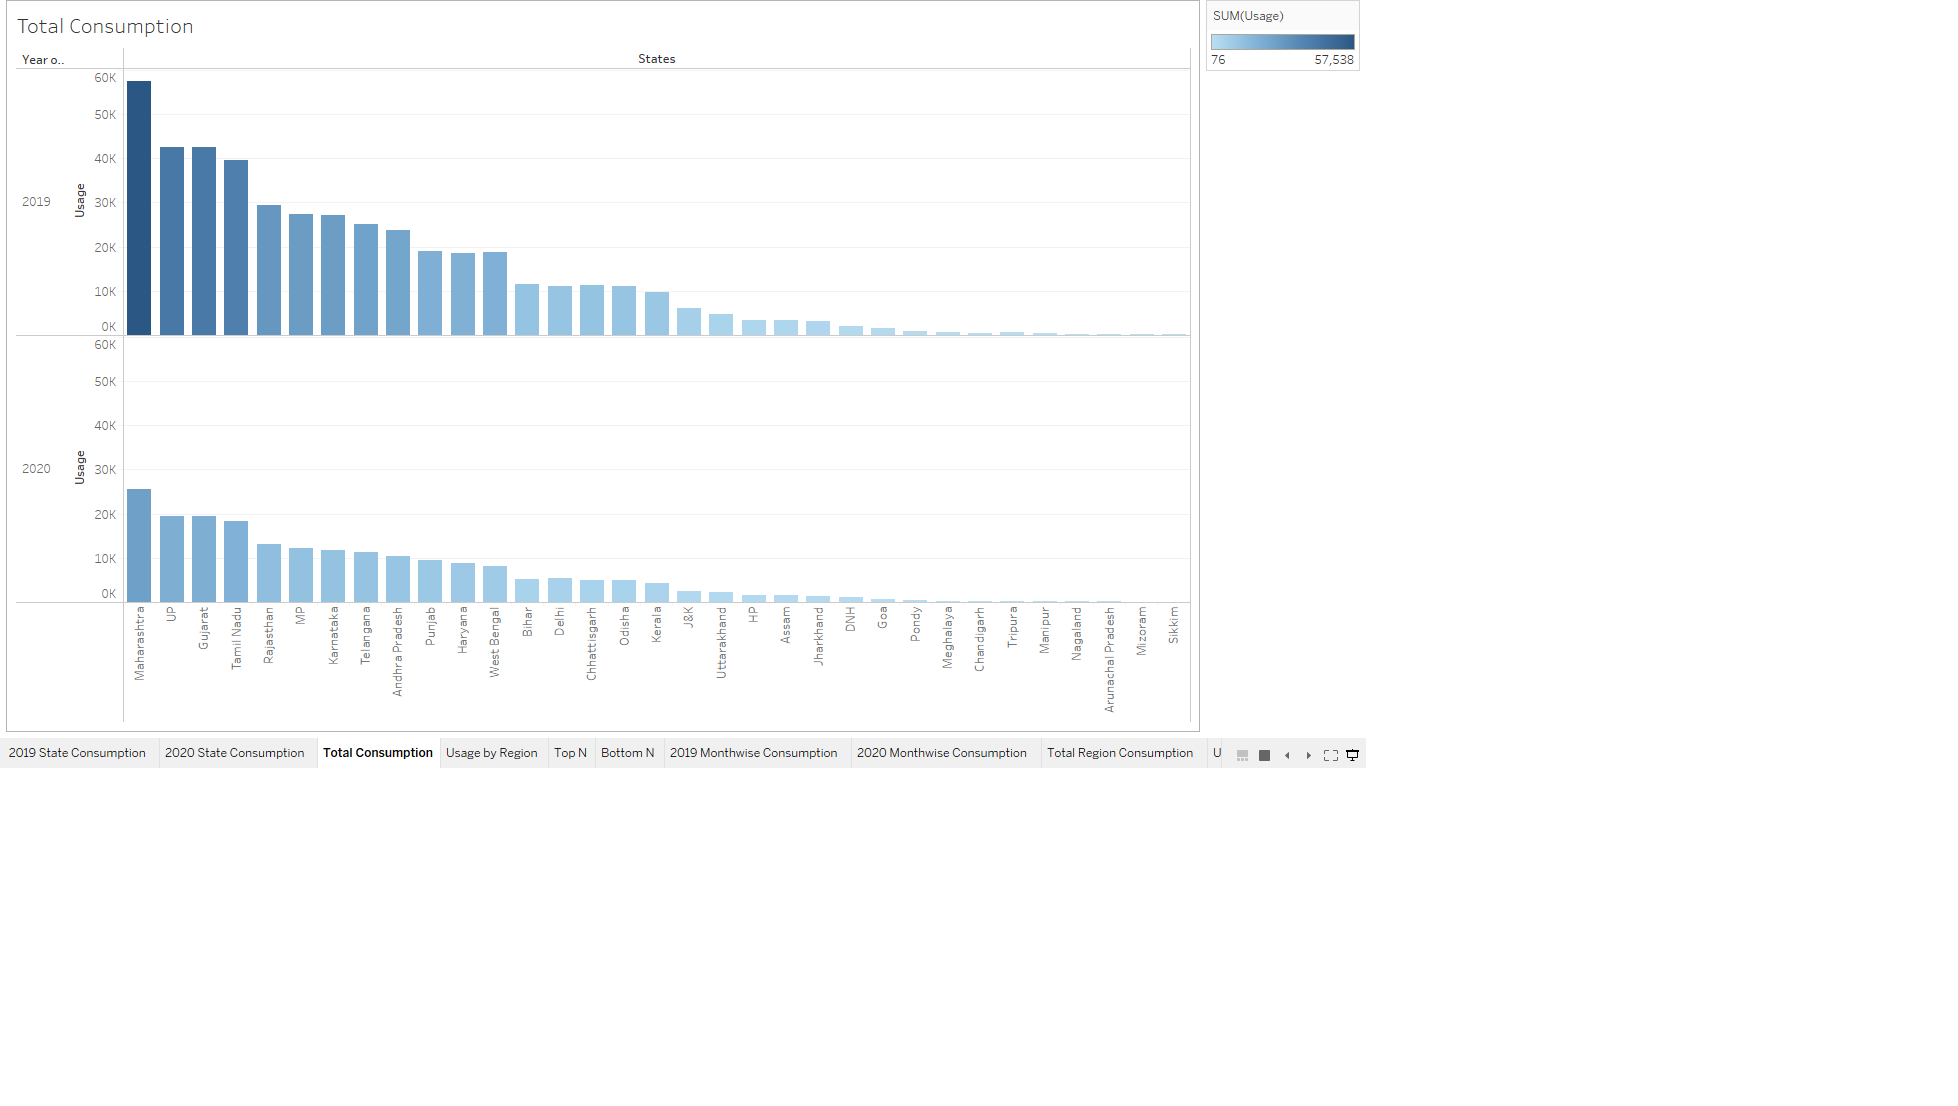 Total Consumption
SUM(Usage)
76 57,538
Year o..
States
60K
50K
40K
30K
20K
10K
0K
Usage
2019
60K
50K
40K
30K
20K
10K
0K
Usage
2020
Maharashtra
UP
Gujarat
Tamil Nadu
Rajasthan
MP
Karnataka
Telangana
Andhra Pradesh
Punjab
Haryana
West Bengal
Bihar
Delhi
Chhattisgarh
Odisha
Kerala
J&K
Uttarakhand
HP
Assam
Jharkhand
DNH
Goa
Pondy
Meghalaya
Chandigarh
Tripura
Manipur
Nagaland
Arunachal Pradesh
Mizoram
Sikkim
2019 State Consumption 2020 State Consumption Total Consumption Usage by Region Top N Bottom N 2019 Monthwise Consumption 2020 Monthwise Consumption Total Region Consumption U